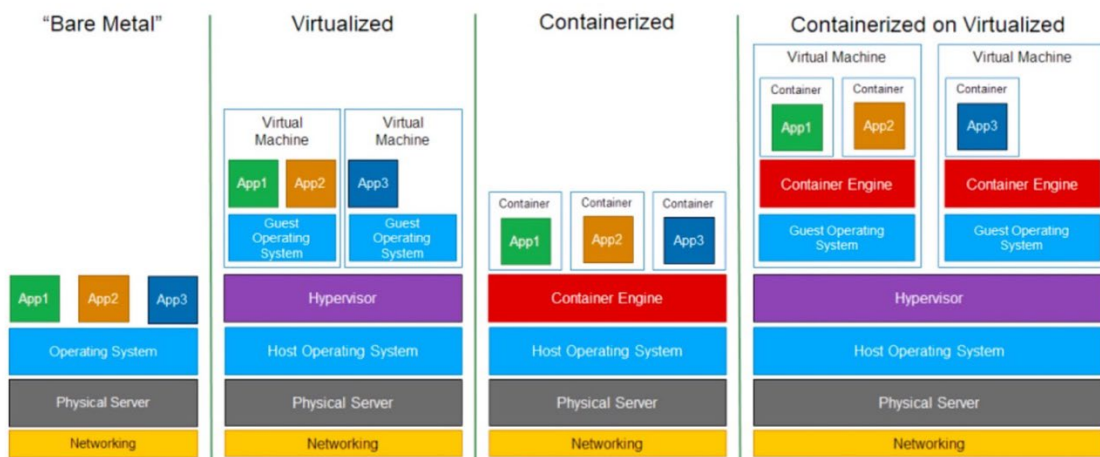 “Bare Metal”
App1
App2
App3
Operating System
Physical Server
Networking
Virtualized
Virtual
Machine
App1
App2
Guest
Operating
System
Virtual
Machine
App3
Guest
Operating
System
Hypervisor
Host Operating System
Physical Server
Networking
Containerized
Container
App1
Container
App2
Container
App3
Container Engine
Host Operating System
Physical Server
Networking
Containerized on Virtualized
Virtual Machine
Container
App1
Container
App2
Container Engine
Guest Operating
System
Virtual Machine
Container
App3
Container Engine
Guest Operating
System
Hypervisor
Host Operating System
Physical Server
Networking